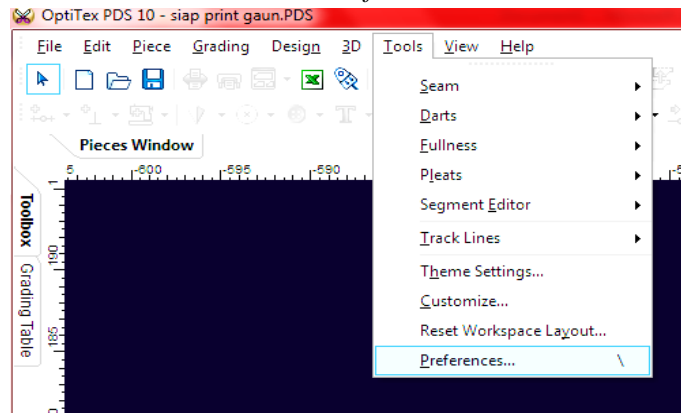 OptiTex PDS 10 - siap print gaun.PDS
File Edit Piece Grading Design 3D Tools View Help
Seam
Darts
Fullness
Pleats
Segment Editor
Track Lines
Theme Settings...
Customize...
Reset Workspace Layout...
Preferences... \
Pieces Window
5 -600 -595 -590
Toolbox
Grading Table
190
185